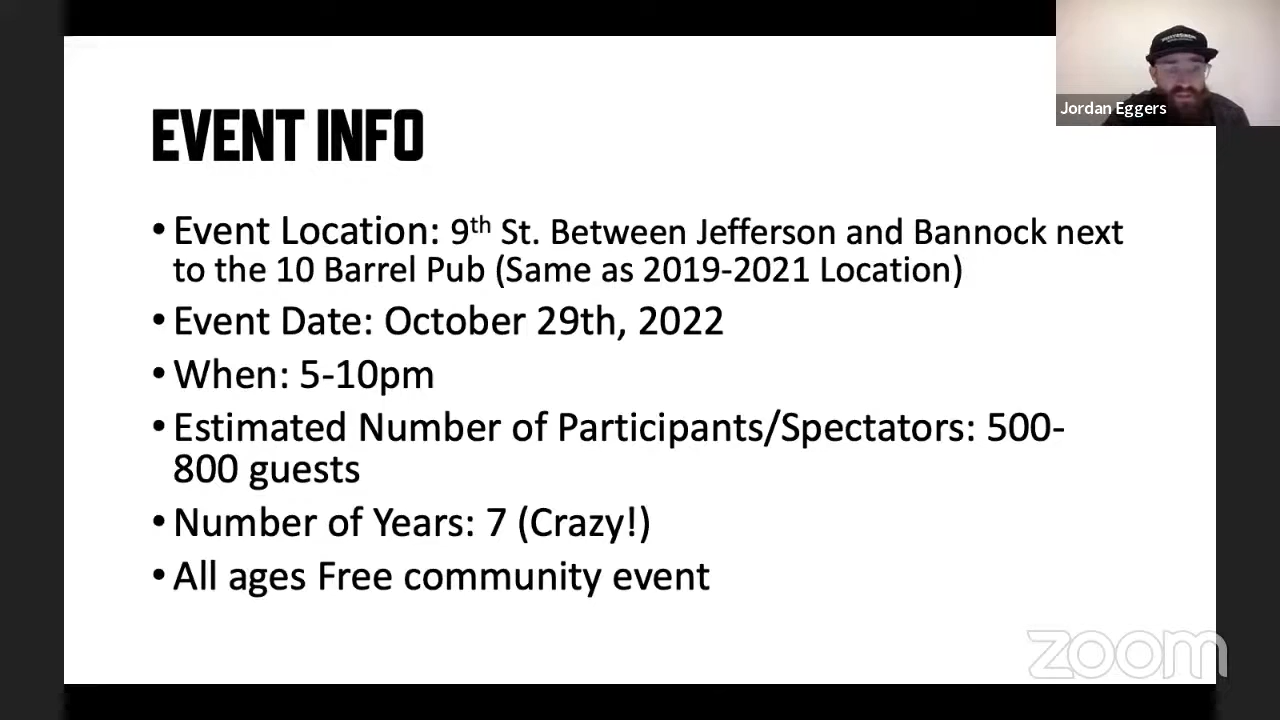 EVENT INFO
• Event Location: 9th St. Between Jefferson and Bannock next
to the 10 Barrel Pub (Same as 2019-2021 Location)
• Event Date: October 29th, 2022
• When: 5-10pm
• Estimated Number of Participants/Spectators: 500-
800 guests
• Number of Years: 7 (Crazy!)
• All ages Free community event
Jordan Eggers
zoom